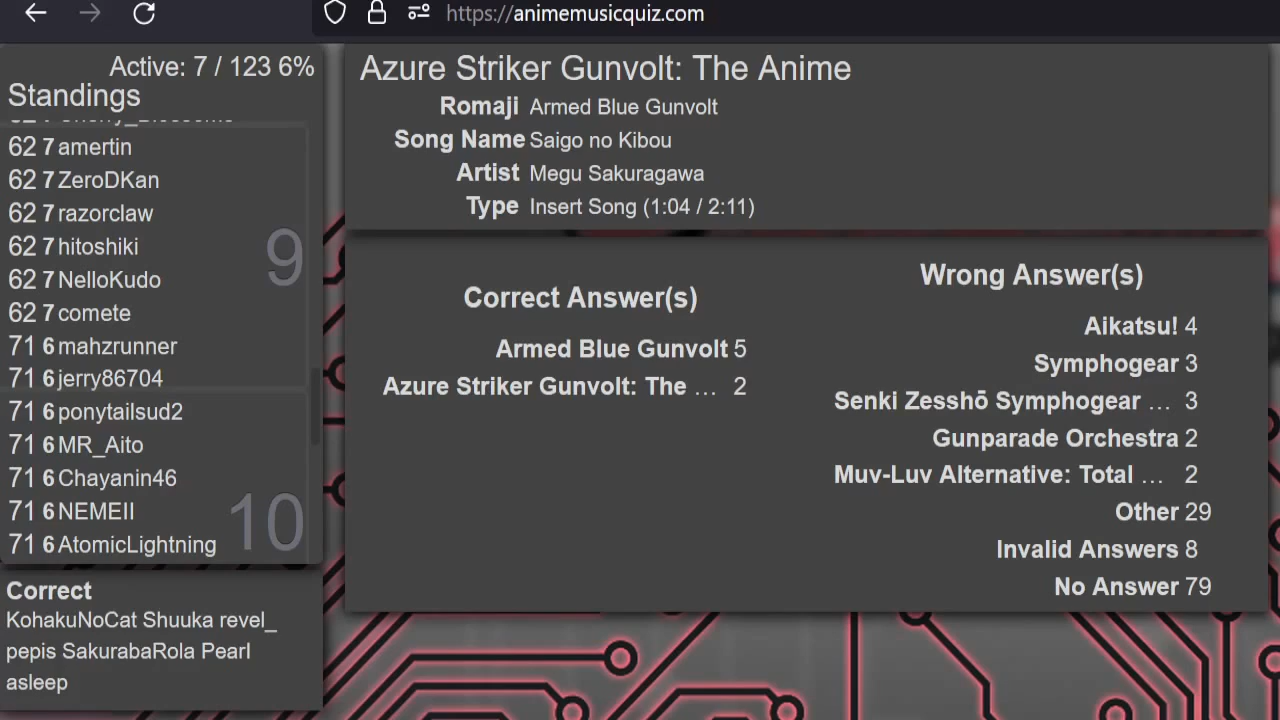 https://animemusicquiz.com
Active: 7 / 123 6%
Standings
62 7 amertin
62 7 ZeroDKan
62 7 razorclaw
62 7 hitoshiki
9
62 7 NelloKudo
62 7 comete
71 6 mahzrunner
71 6 jerry86704
71 6 ponytailsud2
71 6 MR_Aito
71 6 Chayanin46
71 6 NEMEII
10
71 6 AtomicLightning
Correct
KohakuNoCat Shuuka revel_
pepis SakurabaRola Pearl
asleep
Azure Striker Gunvolt: The Anime
Romaji Armed Blue Gunvolt
Song Name Saigo no Kibou
Artist Megu Sakuragawa
Type Insert Song (1:04 / 2:11)
Correct Answer(s)
Armed Blue Gunvolt 5
Azure Striker Gunvolt: The ... 2
Wrong Answer(s)
Aikatsu! 4
Symphogear 3
Senki Zesshō Symphogear ... 3
Gunparade Orchestra 2
Muv-Luv Alternative: Total ... 2
Other 29
Invalid Answers 8
No Answer 79